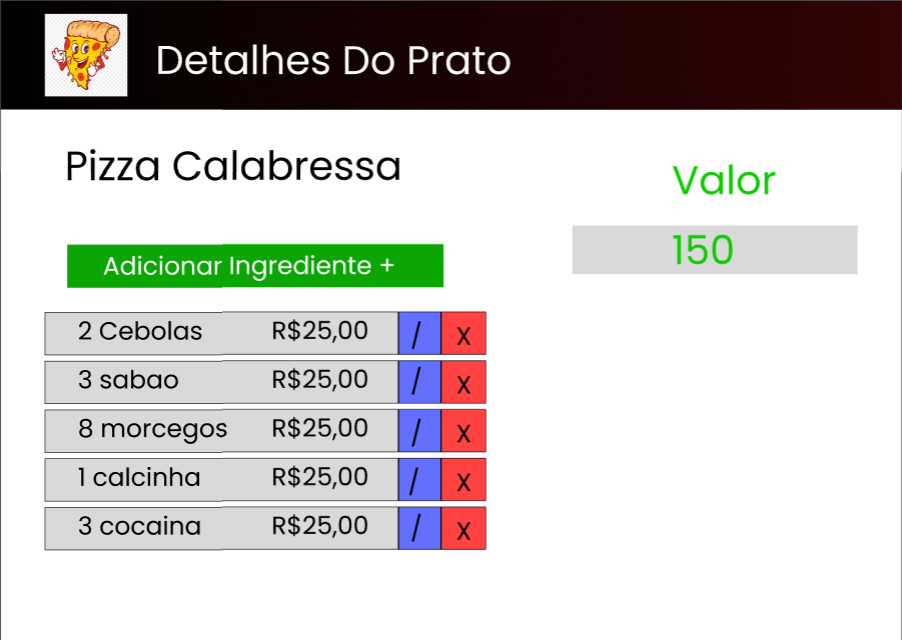 Detalhes Do Prato
Pizza Calabressa
Valor
150
Adicionar Ingrediente +
2 Cebolas R$25,00 / X
3 sabao R$25,00 / X
8 morcegos R$25,00 / X
1 calcinha R$25,00 / X
3 cocaina R$25,00 / X